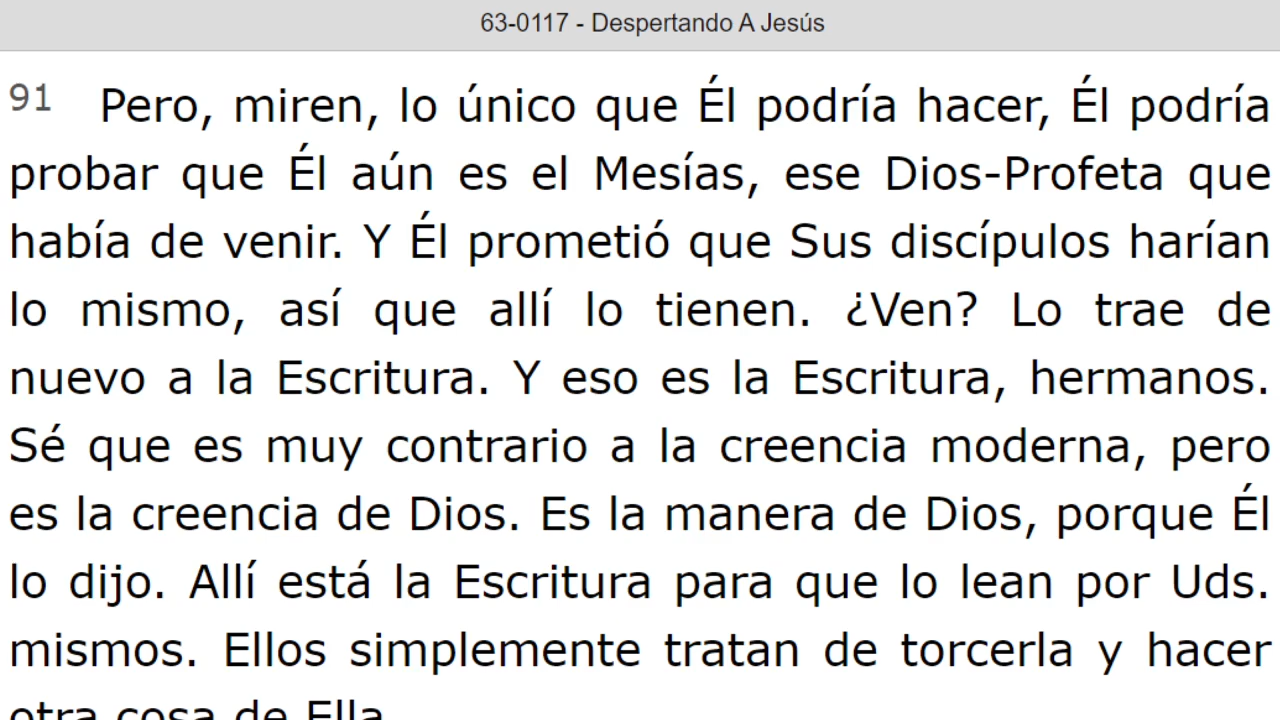 63-0117 - Despertando A Jesús
91 Pero, miren, lo único que Él podría hacer, Él podría
probar que Él aún es el Mesías, ese Dios-Profeta que
había de venir. Y Él prometió que Sus discípulos harían
lo mismo, así que allí lo tienen. ¿Ven? Lo trae de
nuevo a la Escritura. Y eso es la Escritura, hermanos.
Sé que es muy contrario a la creencia moderna, pero
es la creencia de Dios. Es la manera de Dios, porque Él
lo dijo. Allí está la Escritura para que lo lean por Uds.
mismos. Ellos simplemente tratan de torcerla y hacer
otra cosa de Ella.